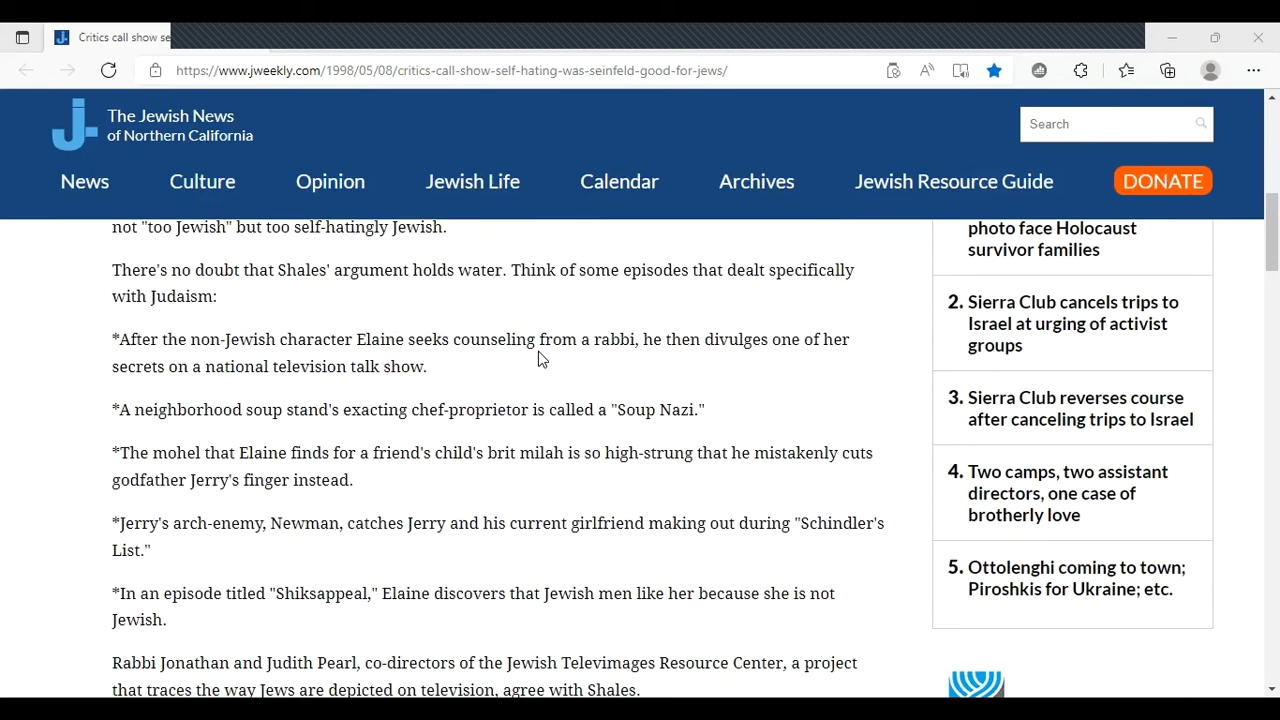 Critics call show se
https://www.jweekly.com/1998/05/08/critics-call-show-self-hating-was-seinfeld-good-for-jews/
J-
The Jewish News
of Northern California
Search
News
Culture
Opinion
Jewish Life
Calendar
Archives
Jewish Resource Guide
DONATE
not "too Jewish" but too self-hatingly Jewish.
There's no doubt that Shales' argument holds water. Think of some episodes that dealt specifically
with Judaism:
*After the non-Jewish character Elaine seeks counseling from a rabbi, he then divulges one of her
secrets on a national television talk show.
*A neighborhood soup stand's exacting chef-proprietor is called a "Soup Nazi."
*The mohel that Elaine finds for a friend's child's brit milah is so high-strung that he mistakenly cuts
godfather Jerry's finger instead.
*Jerry's arch-enemy, Newman, catches Jerry and his current girlfriend making out during "Schindler's
List."
*In an episode titled "Shiksappeal," Elaine discovers that Jewish men like her because she is not
Jewish.
Rabbi Jonathan and Judith Pearl, co-directors of the Jewish Televimages Resource Center, a project
that traces the way Jews are depicted on television, agree with Shales.
photo face Holocaust
survivor families
2. Sierra Club cancels trips to
Israel at urging of activist
groups
3. Sierra Club reverses course
after canceling trips to Israel
4. Two camps, two assistant
directors, one case of
brotherly love
5. Ottolenghi coming to town;
Piroshkis for Ukraine; etc.